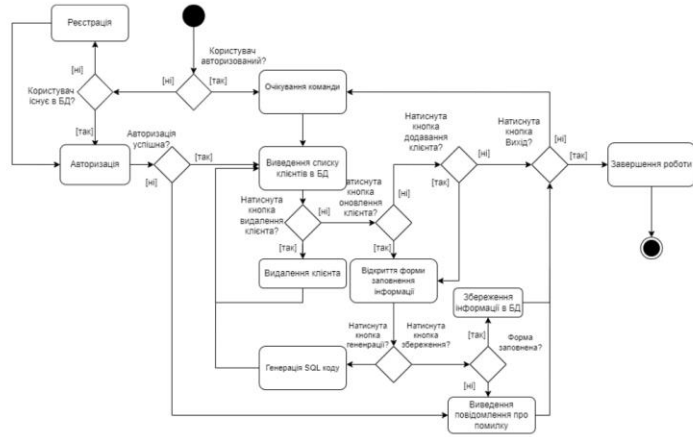 Реєстрація
Користувач
авторизований?
[ні]
[ні]
[так]
Користувач
існує в БД?
Очікування команди
[так]
Авторизація
Авторизація
успішна?
[так]
[ні]
Виведення списку
клієнтів в БД
Натиснута
кнопка
видалення
клієнта?
[ні]
[так]
Видалення клієнта
Натиснута
кнопка
оновлення
клієнта?
[ні]
[так]
Натиснута
кнопка
додавання
клієнта?
[ні]
[так]
Натиснута
кнопка
Вихід?
[ні]
[так]
Завершення роботи
Відкриття форми
заповнення
інформації
Збереження
інформації в БД
Натиснута
кнопка
гененрації?
Натиснута
кнопка
збереження?
[так]
Форма
заповнена?
[ні]
Генерація SQL коду
Виведення
повідомлення про
помилку